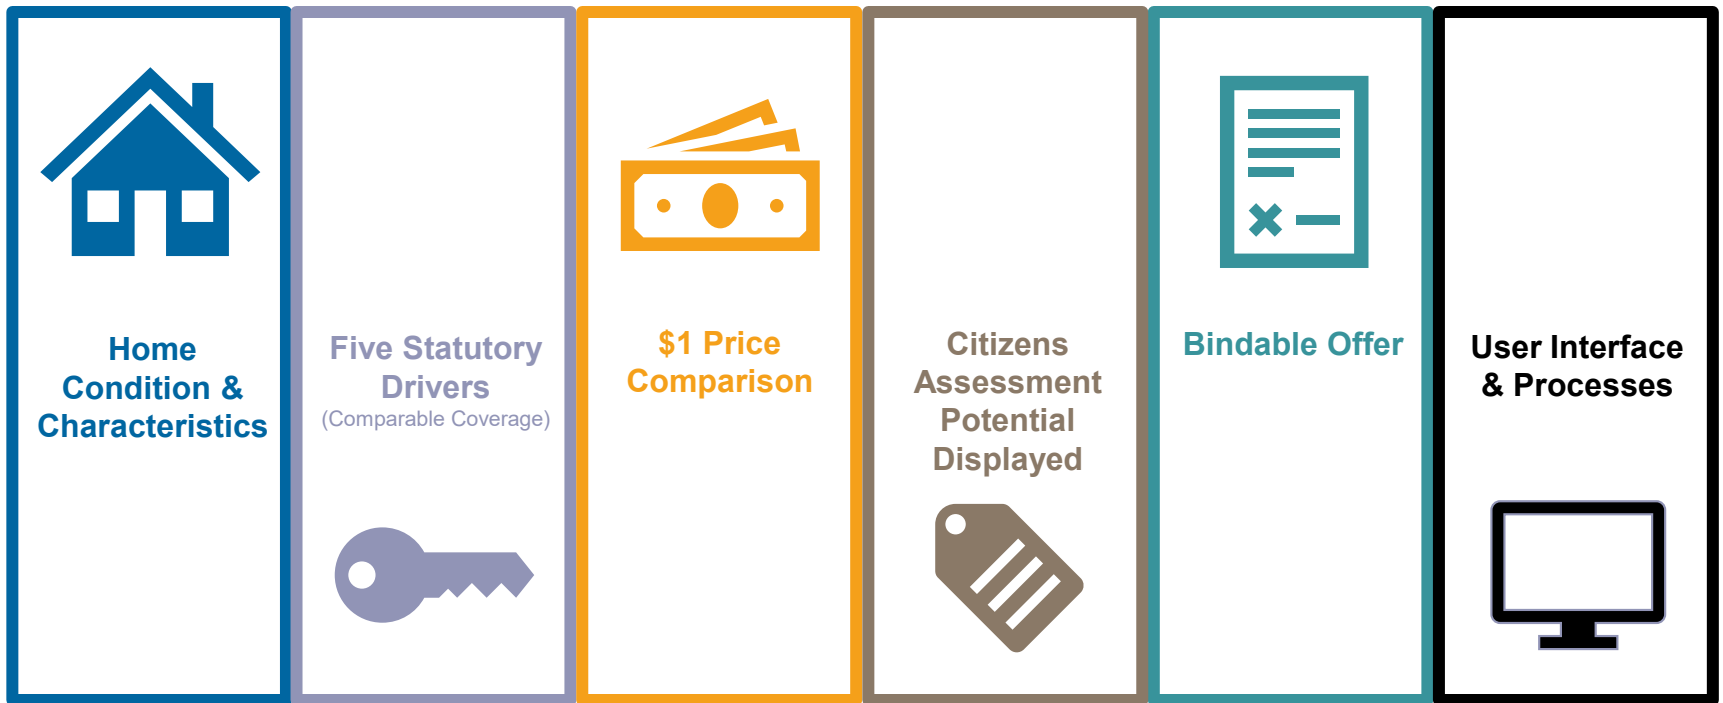 Home
Condition &
Characteristics
Five Statutory
Drivers
(Comparable Coverage)
$1 Price
Comparison
Citizens
Assessment
Potential
Displayed
Bindable Offer
User Interface
& Processes